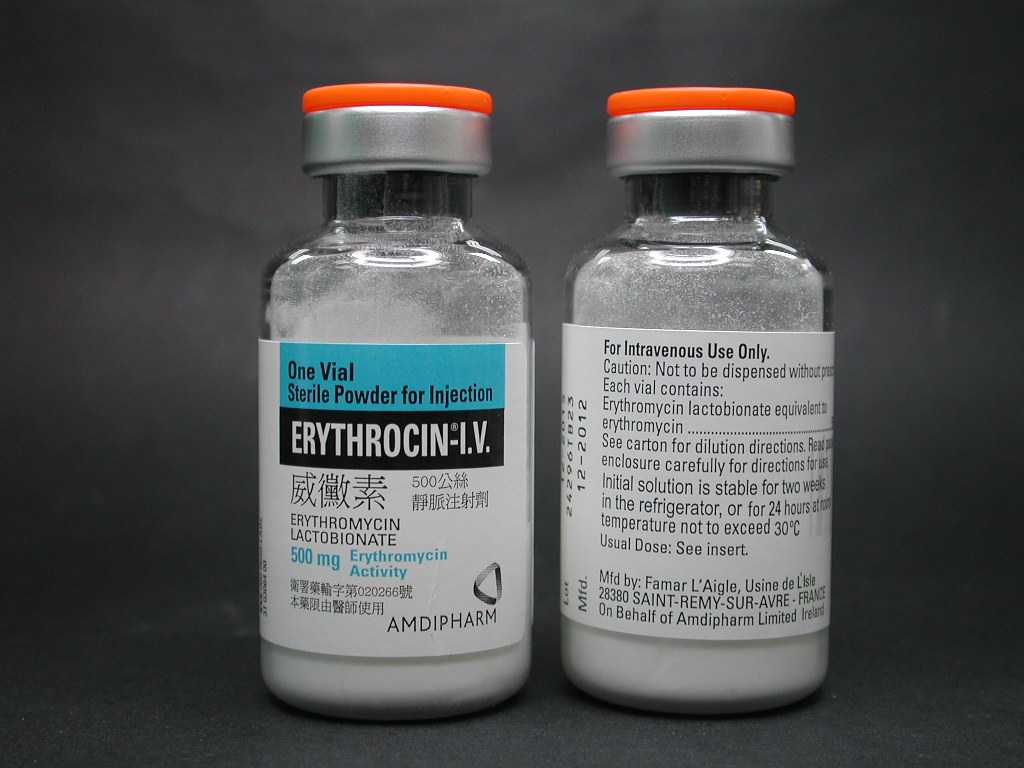 One Vial
Sterile Powder for Injection
ERYTHROCIN®-I.V.
威黴素
500公絲
靜脈注射劑
ERYTHROMYCIN
LACTOBIONATE
500 mg Erythromycin
Activity
衛署藥輸字第020266號
本藥限由醫師使用
AMDIPHARM
For Intravenous Use Only.
Caution: Not to be dispensed without
Each vial contains:
Erythromycin lactobionate equivalent to
erythromycin ........................................
See carton for dilution directions. Read
enclosure carefully for directions for use.
Initial solution is stable for two weeks
in the refrigerator, or for 24 hours at room
temperature not to exceed 30°C
Usual Dose: See insert.
Mfd by: Famar L'Aigle, Usine de L'Isle
28380 SAINT-REMY-SUR-AVRE - FRANCE
On Behalf of Amdipharm Limited Ireland
Lot 24296TB23
Mfd. 12-2012